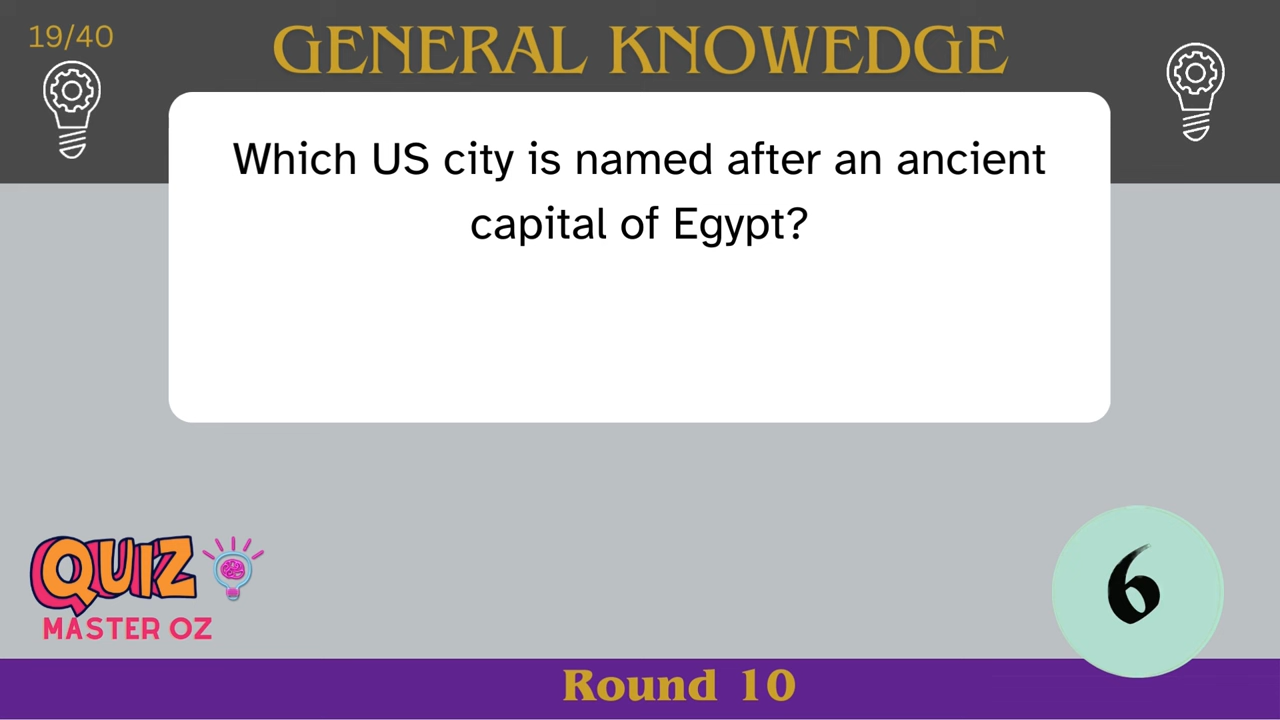 19/40
GENERAL KNOWEDGE
Which US city is named after an ancient
capital of Egypt?
QUIZ
MASTER OZ
6
Round 10